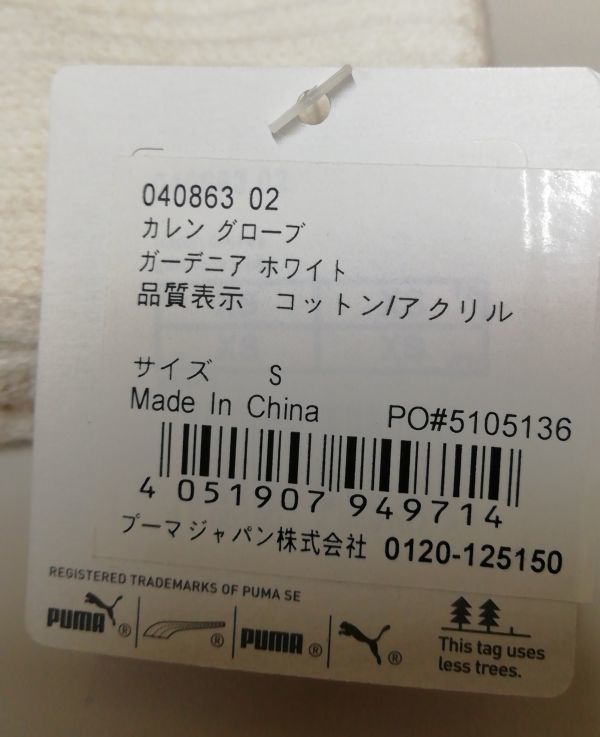 040863 02
カレン グローブ
ガーデニア ホワイト
品質表示 コットン/アクリル
サイズ S
Made In China PO#5105136
4 051907 949714
プーマジャパン株式会社 0120-125150
REGISTERED TRADEMARKS OF PUMA SE
PUMA® ® PUMA® ®
This tag uses
less trees.